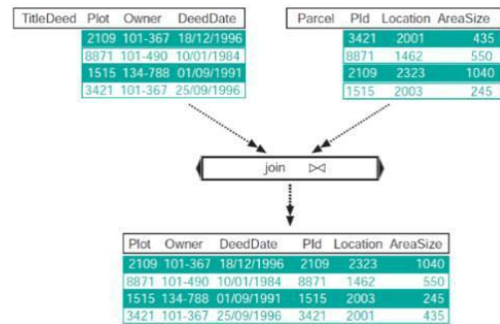 TitleDeed Plot Owner DeedDate
2109 101-367 18/12/1996
8871 101-490 10/01/1984
1515 134-788 01/09/1991
3421 101-367 25/09/1996
Parcel PId Location AreaSize
3421 2001 435
8871 1462 550
2109 2323 1040
1515 2003 245
join ⋈
Plot Owner DeedDate PId Location AreaSize
2109 101-367 18/12/1996 2109 2323 1040
8871 101-490 10/01/1984 8871 1462 550
1515 134-788 01/09/1991 1515 2003 245
3421 101-367 25/09/1996 3421 2001 435